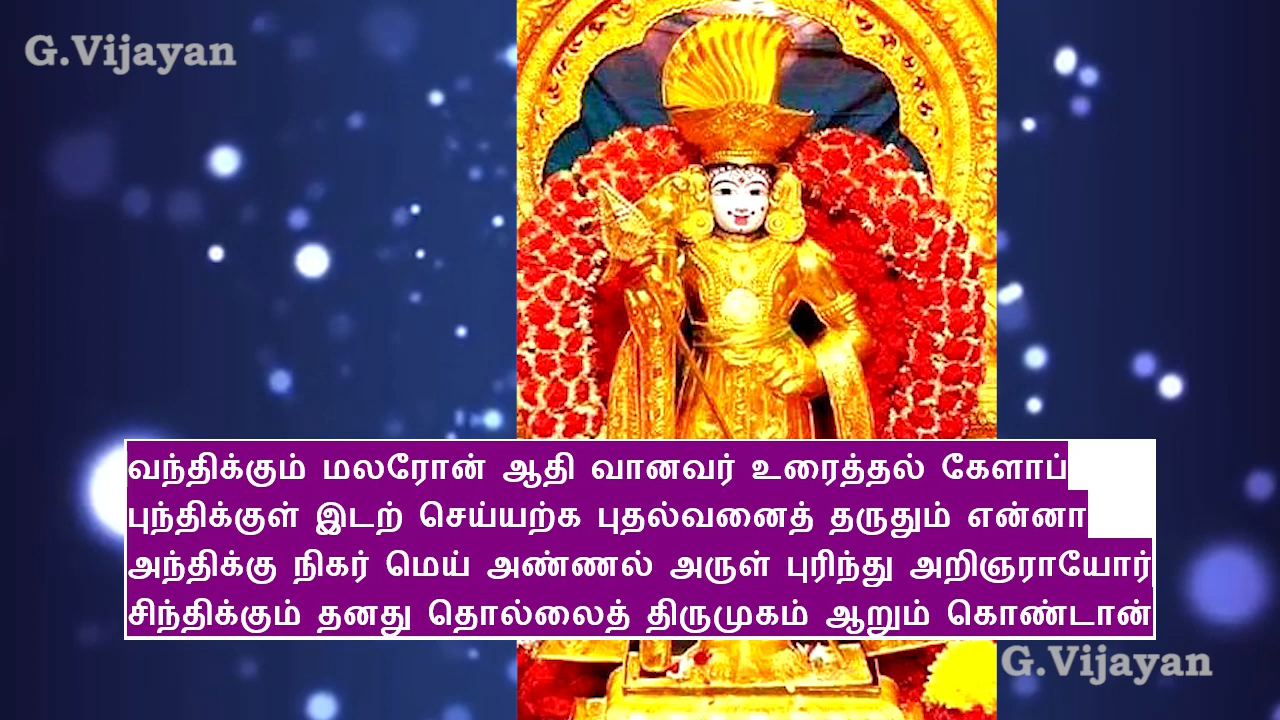 G.Vijayan
வந்திக்கும் மலரோன் ஆதி வானவர் உரைத்தல் கேளாப்
புந்திக்குள் இடற் செய்யற்க புதல்வனைத் தருதும் என்னா
அந்திக்கு நிகர் மெய் அண்ணல் அருள் புரிந்து அறிஞராயோர்
சிந்திக்கும் தனது தொல்லைத் திருமுகம் ஆறும் கொண்டான்
G.Vijayan